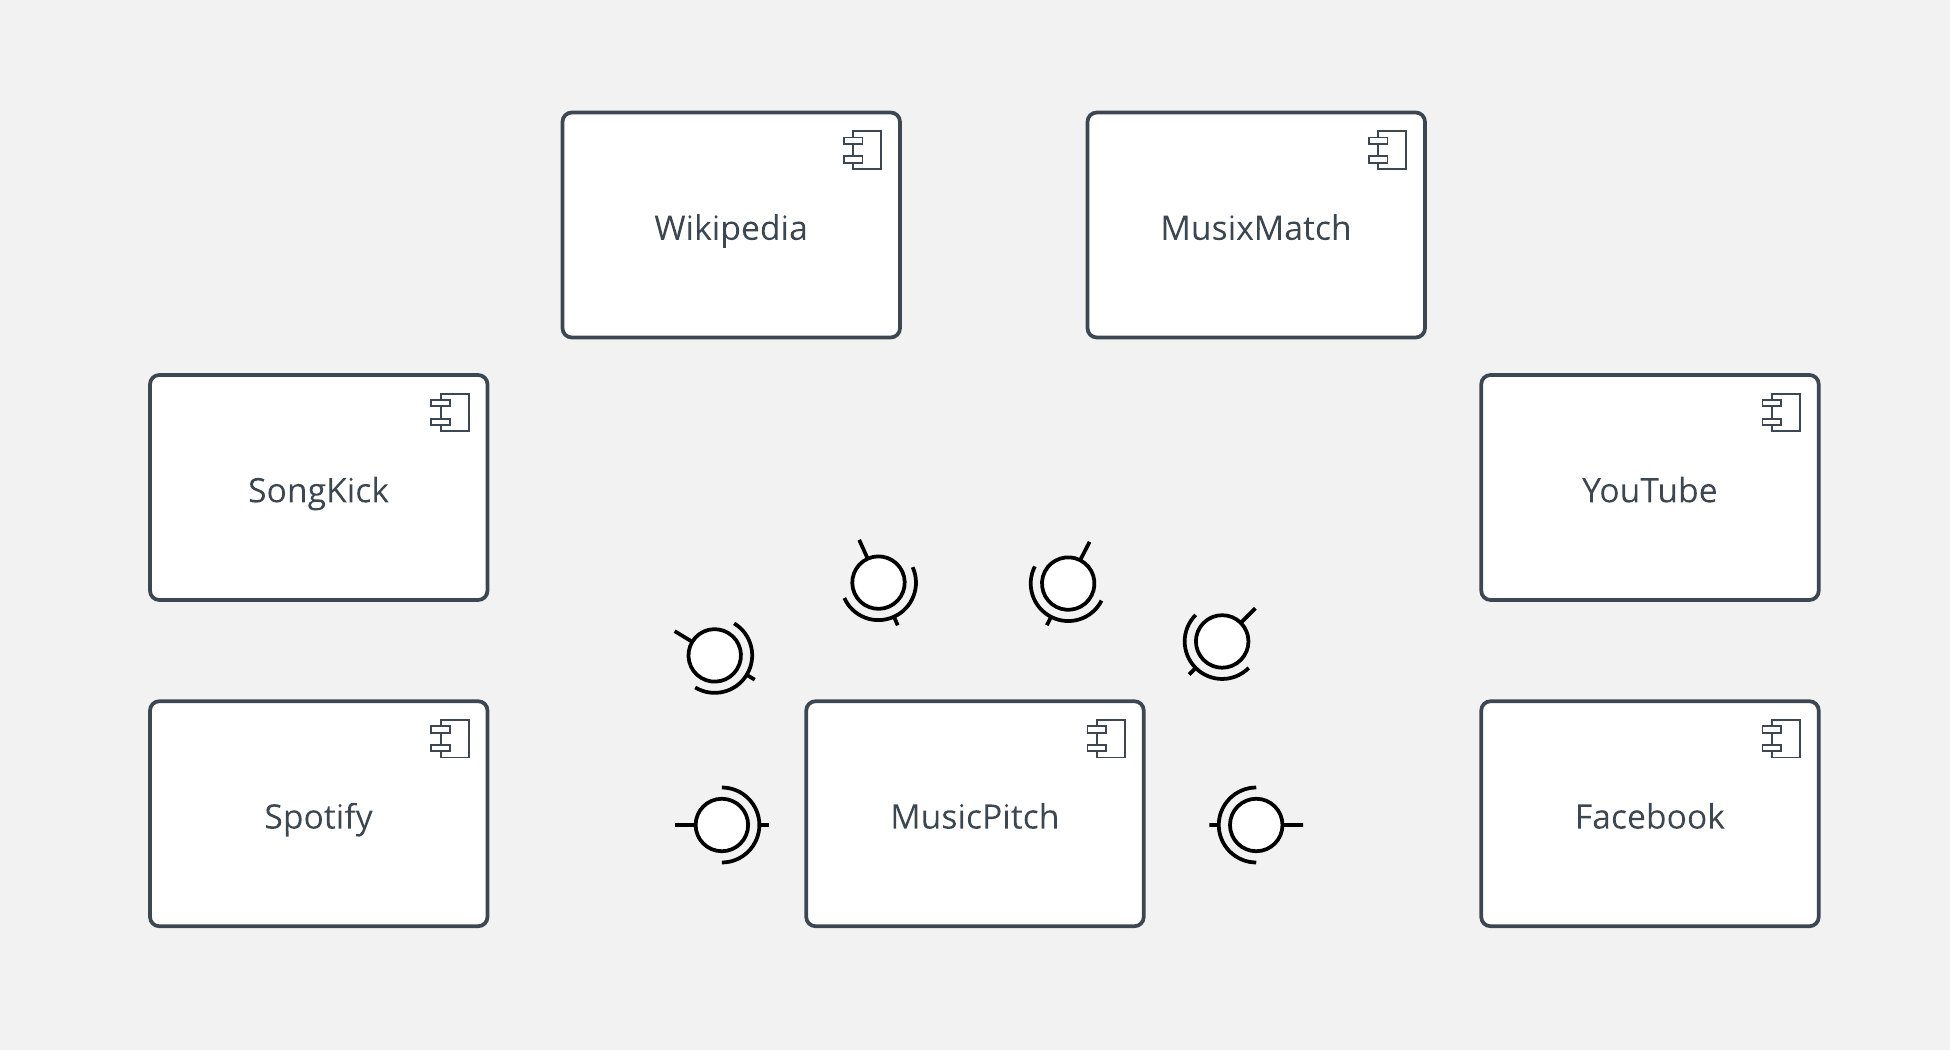 Wikipedia
MusixMatch
SongKick
YouTube
Spotify
MusicPitch
Facebook